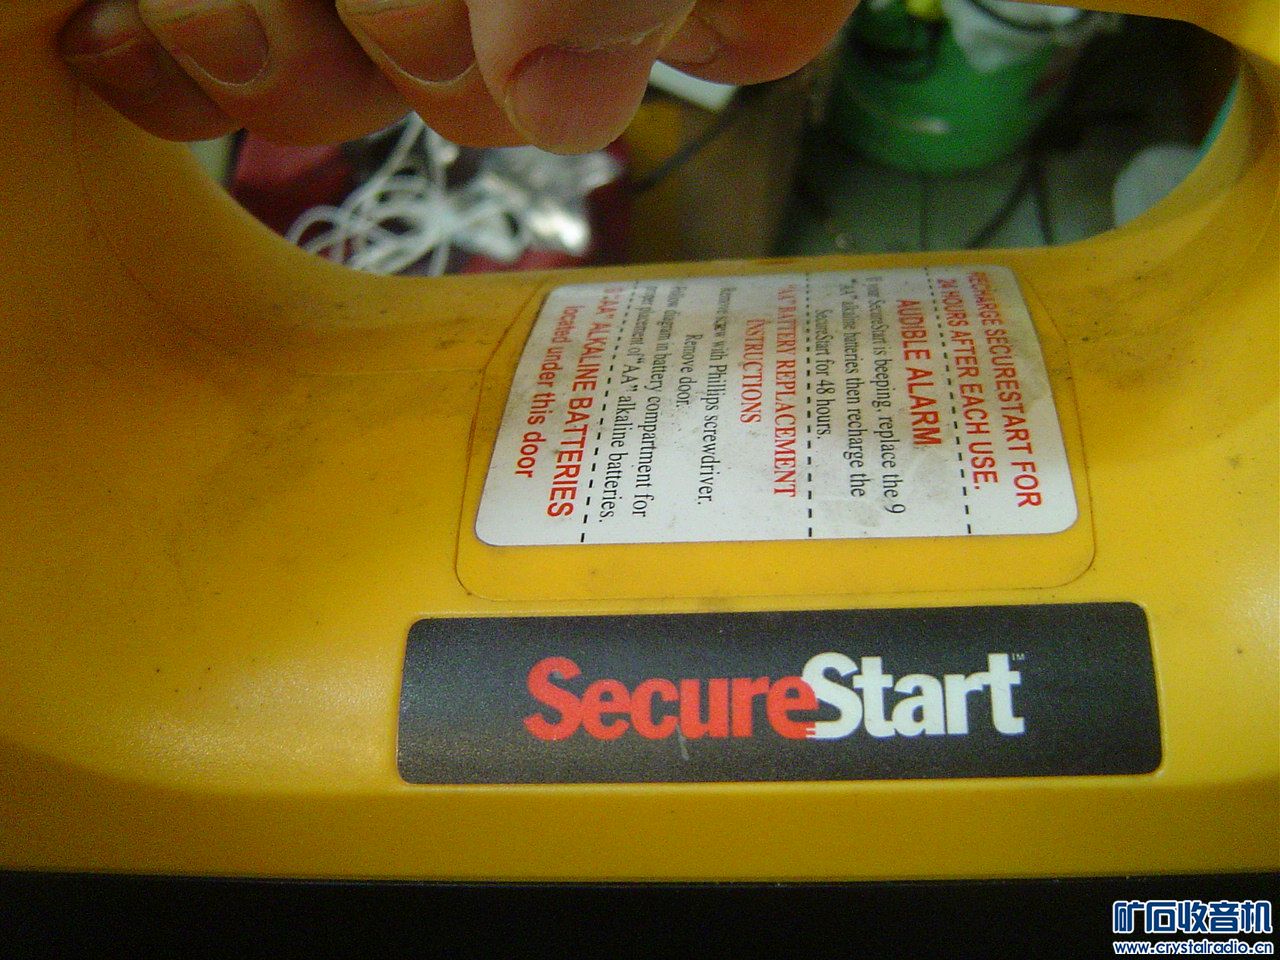 RECHARGE SECURESTART FOR
24 HOURS AFTER EACH USE.
AUDIBLE ALARM
If your SecureStart is beeping, replace the 9
"AA" alkaline batteries then recharge the
SecureStart for 48 hours.
"AA" BATTERY REPLACEMENT
INSTRUCTIONS
Remove screw with Phillips screwdriver.
Remove door.
Follow diagram in battery compartment for
proper placement of "AA" alkaline batteries.
"AA" ALKALINE BATTERIES
located under this door
SecureStart™
矿石收音机
www.crystalradio.cn